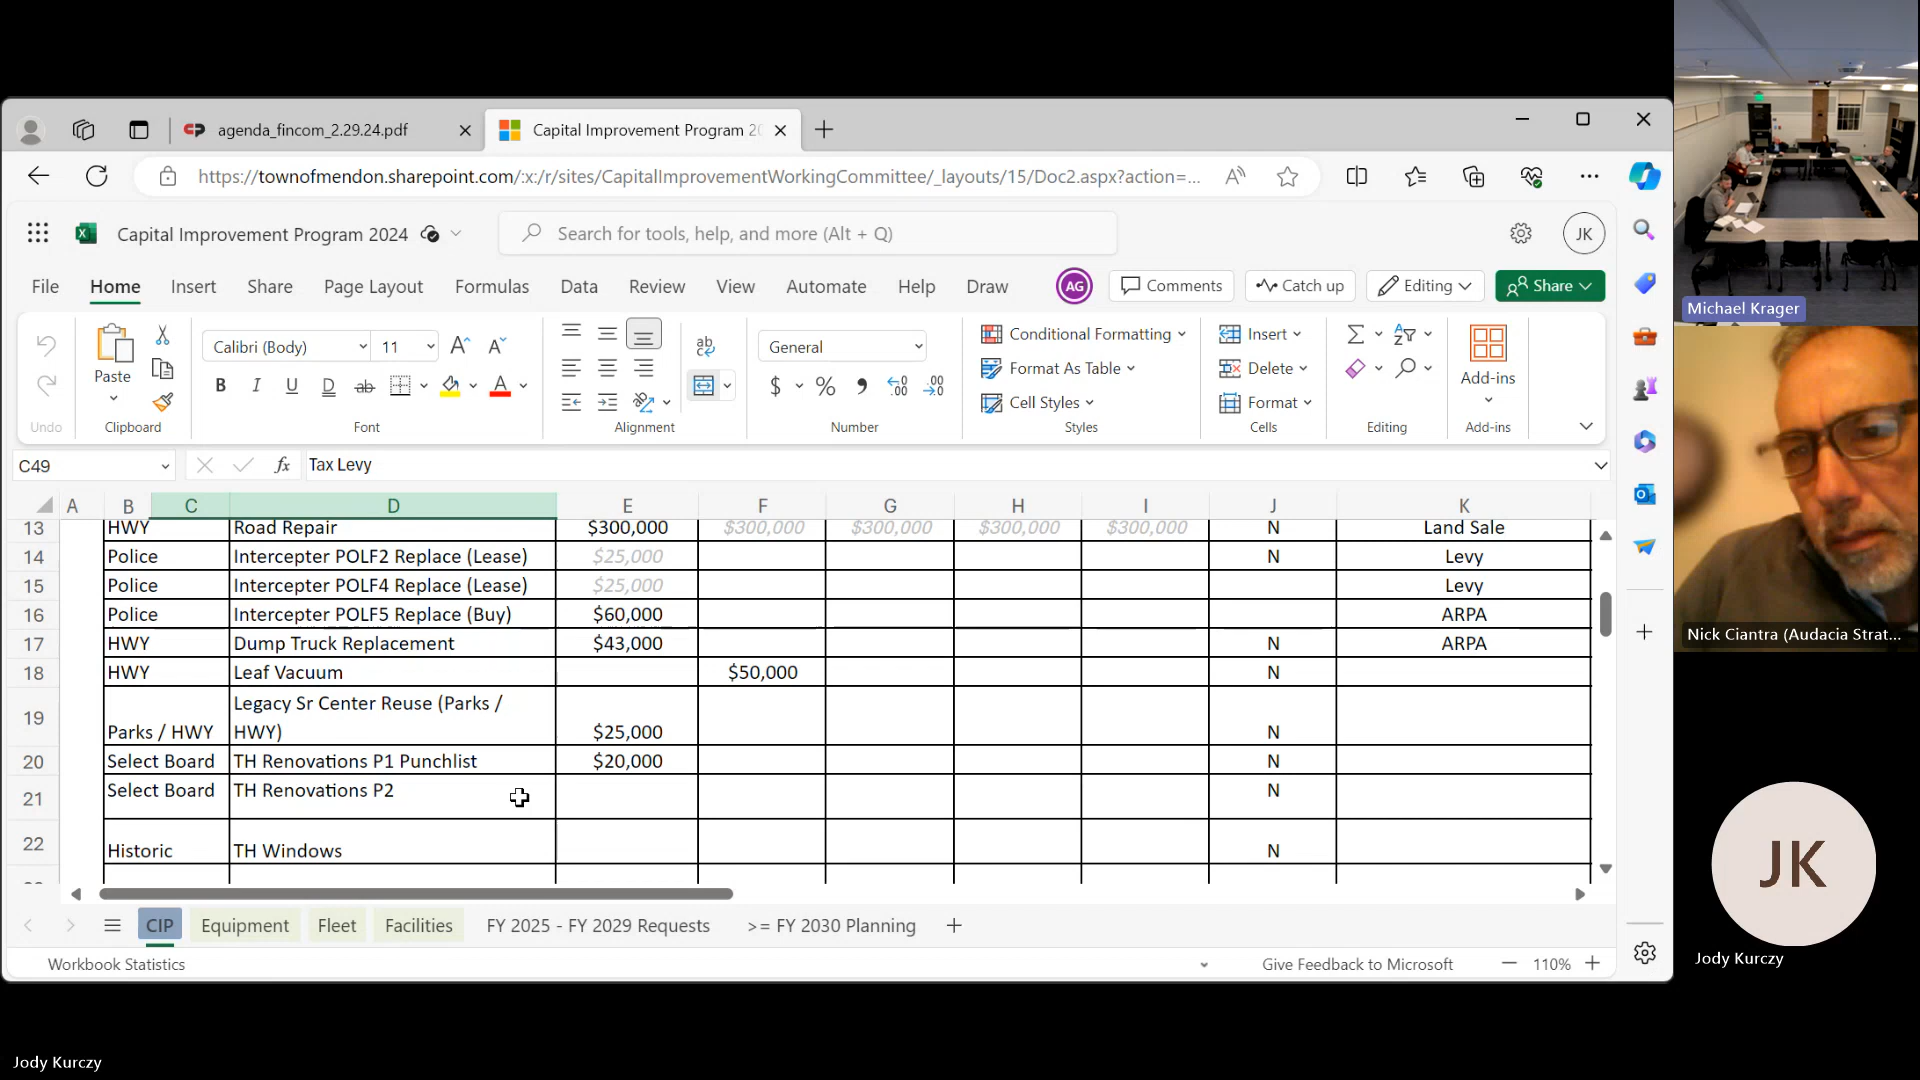 agenda_fincom_2.29.24.pdf
Capital Improvement Program 20
https://townofmendon.sharepoint.com/:x:/r/sites/CapitalImprovementWorkingCommittee/_layouts/15/Doc2.aspx?action=...
Capital Improvement Program 2024
Search for tools, help, and more (Alt + Q)
JK
File Home Insert Share Page Layout Formulas Data Review View Automate Help Draw
AG Comments Catch up Editing Share
Undo
Paste
Clipboard
Calibri (Body) 11
Font
Alignment
General
Number
Conditional Formatting
Format As Table
Cell Styles
Styles
Insert
Delete
Format
Cells
Editing
Add-ins
Add-ins
C49 fx Tax Levy
A B C D E F G H I J K
13 HWY Road Repair $300,000 $300,000 $300,000 $300,000 $300,000 N Land Sale
14 Police Intercepter POLF2 Replace (Lease) $25,000 N Levy
15 Police Intercepter POLF4 Replace (Lease) $25,000 Levy
16 Police Intercepter POLF5 Replace (Buy) $60,000 ARPA
17 HWY Dump Truck Replacement $43,000 N ARPA
18 HWY Leaf Vacuum $50,000 N
Legacy Sr Center Reuse (Parks /
19 Parks / HWY HWY) $25,000 N
20 Select Board TH Renovations P1 Punchlist $20,000 N
21 Select Board TH Renovations P2 N
22 Historic TH Windows N
CIP Equipment Fleet Facilities FY 2025 - FY 2029 Requests >= FY 2030 Planning
Workbook Statistics
Give Feedback to Microsoft
110%
Michael Krager
Nick Ciantra (Audacia Strat...
JK
Jody Kurczy
Jody Kurczy